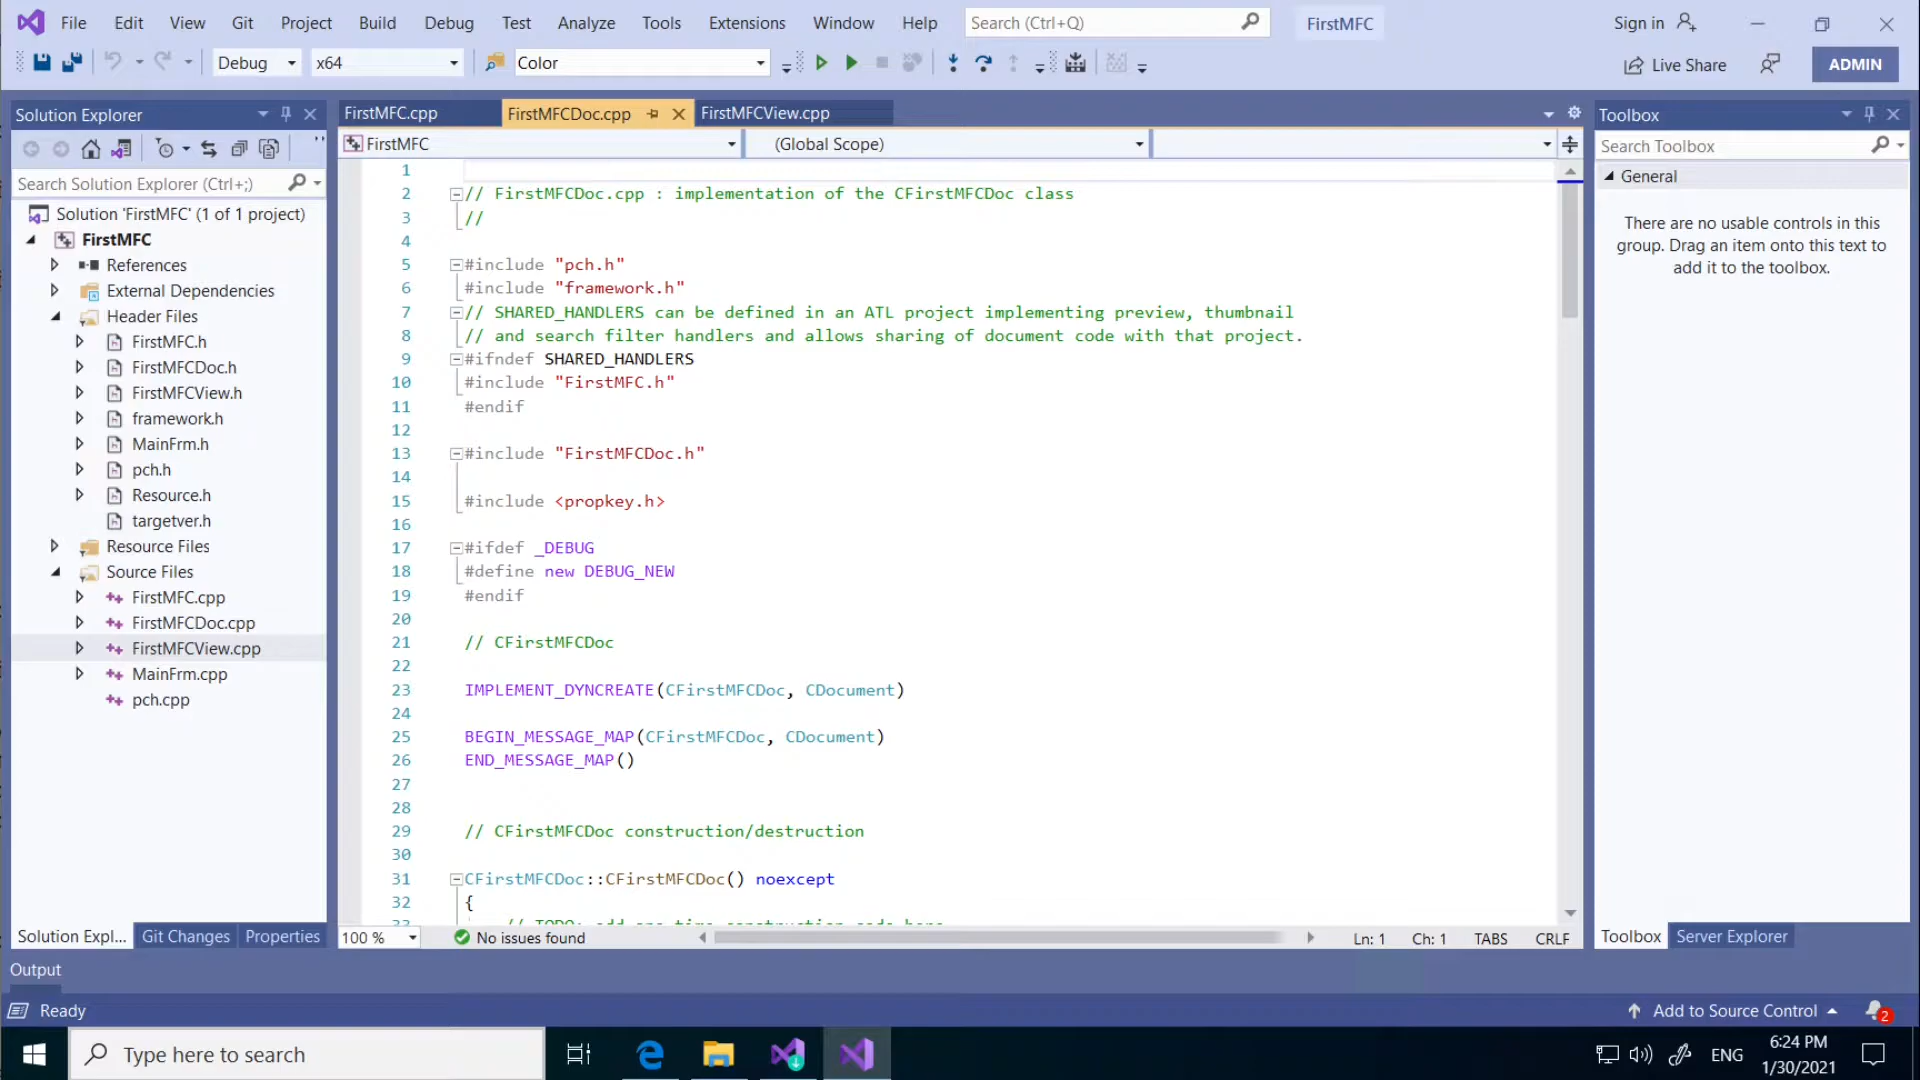 File Edit View Git Project Build Debug Test Analyze Tools Extensions Window Help Search (Ctrl+Q) FirstMFC Sign in
Debug x64 Color Live Share ADMIN
Solution Explorer
Search Solution Explorer (Ctrl+;)
Solution 'FirstMFC' (1 of 1 project)
FirstMFC
References
External Dependencies
Header Files
FirstMFC.h
FirstMFCDoc.h
FirstMFCView.h
framework.h
MainFrm.h
pch.h
Resource.h
targetver.h
Resource Files
Source Files
FirstMFC.cpp
FirstMFCDoc.cpp
FirstMFCView.cpp
MainFrm.cpp
pch.cpp
Solution Expl... Git Changes Properties
FirstMFC.cpp FirstMFCDoc.cpp FirstMFCView.cpp
FirstMFC (Global Scope)
1
2 // FirstMFCDoc.cpp : implementation of the CFirstMFCDoc class
3 //
4
5 #include "pch.h"
6 #include "framework.h"
7 // SHARED_HANDLERS can be defined in an ATL project implementing preview, thumbnail
8 // and search filter handlers and allows sharing of document code with that project.
9 #ifndef SHARED_HANDLERS
10 #include "FirstMFC.h"
11 #endif
12
13 #include "FirstMFCDoc.h"
14
15 #include <propkey.h>
16
17 #ifdef _DEBUG
18 #define new DEBUG_NEW
19 #endif
20
21 // CFirstMFCDoc
22
23 IMPLEMENT_DYNCREATE(CFirstMFCDoc, CDocument)
24
25 BEGIN_MESSAGE_MAP(CFirstMFCDoc, CDocument)
26 END_MESSAGE_MAP()
27
28
29 // CFirstMFCDoc construction/destruction
30
31 CFirstMFCDoc::CFirstMFCDoc() noexcept
32 {
33 // TODO: add one-time construction code here
100 % No issues found Ln: 1 Ch: 1 TABS CRLF
Toolbox
Search Toolbox
General
There are no usable controls in this
group. Drag an item onto this text to
add it to the toolbox.
Toolbox Server Explorer
Output
Ready Add to Source Control 2
Type here to search ENG 6:24 PM
1/30/2021